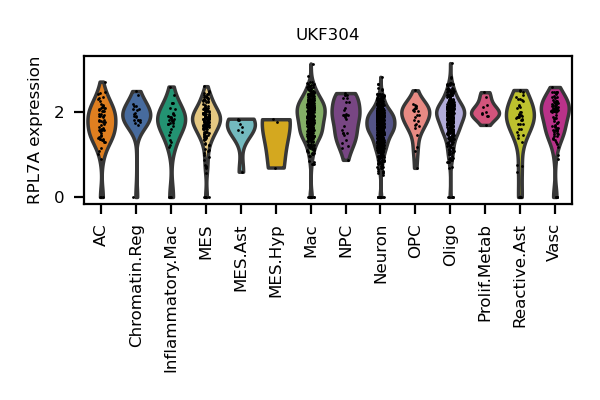 UKF304
RPL7A expression
2
0
AC
Chromatin.Reg
Inflammatory.Mac
MES
MES.Ast
MES.Hyp
Mac
NPC
Neuron
OPC
Oligo
Prolif.Metab
Reactive.Ast
Vasc